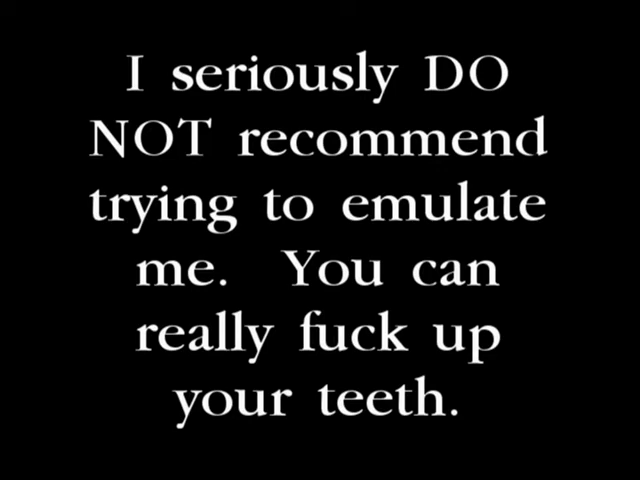 I seriously DO
NOT recommend
trying to emulate
me. You can
really fuck up
your teeth.